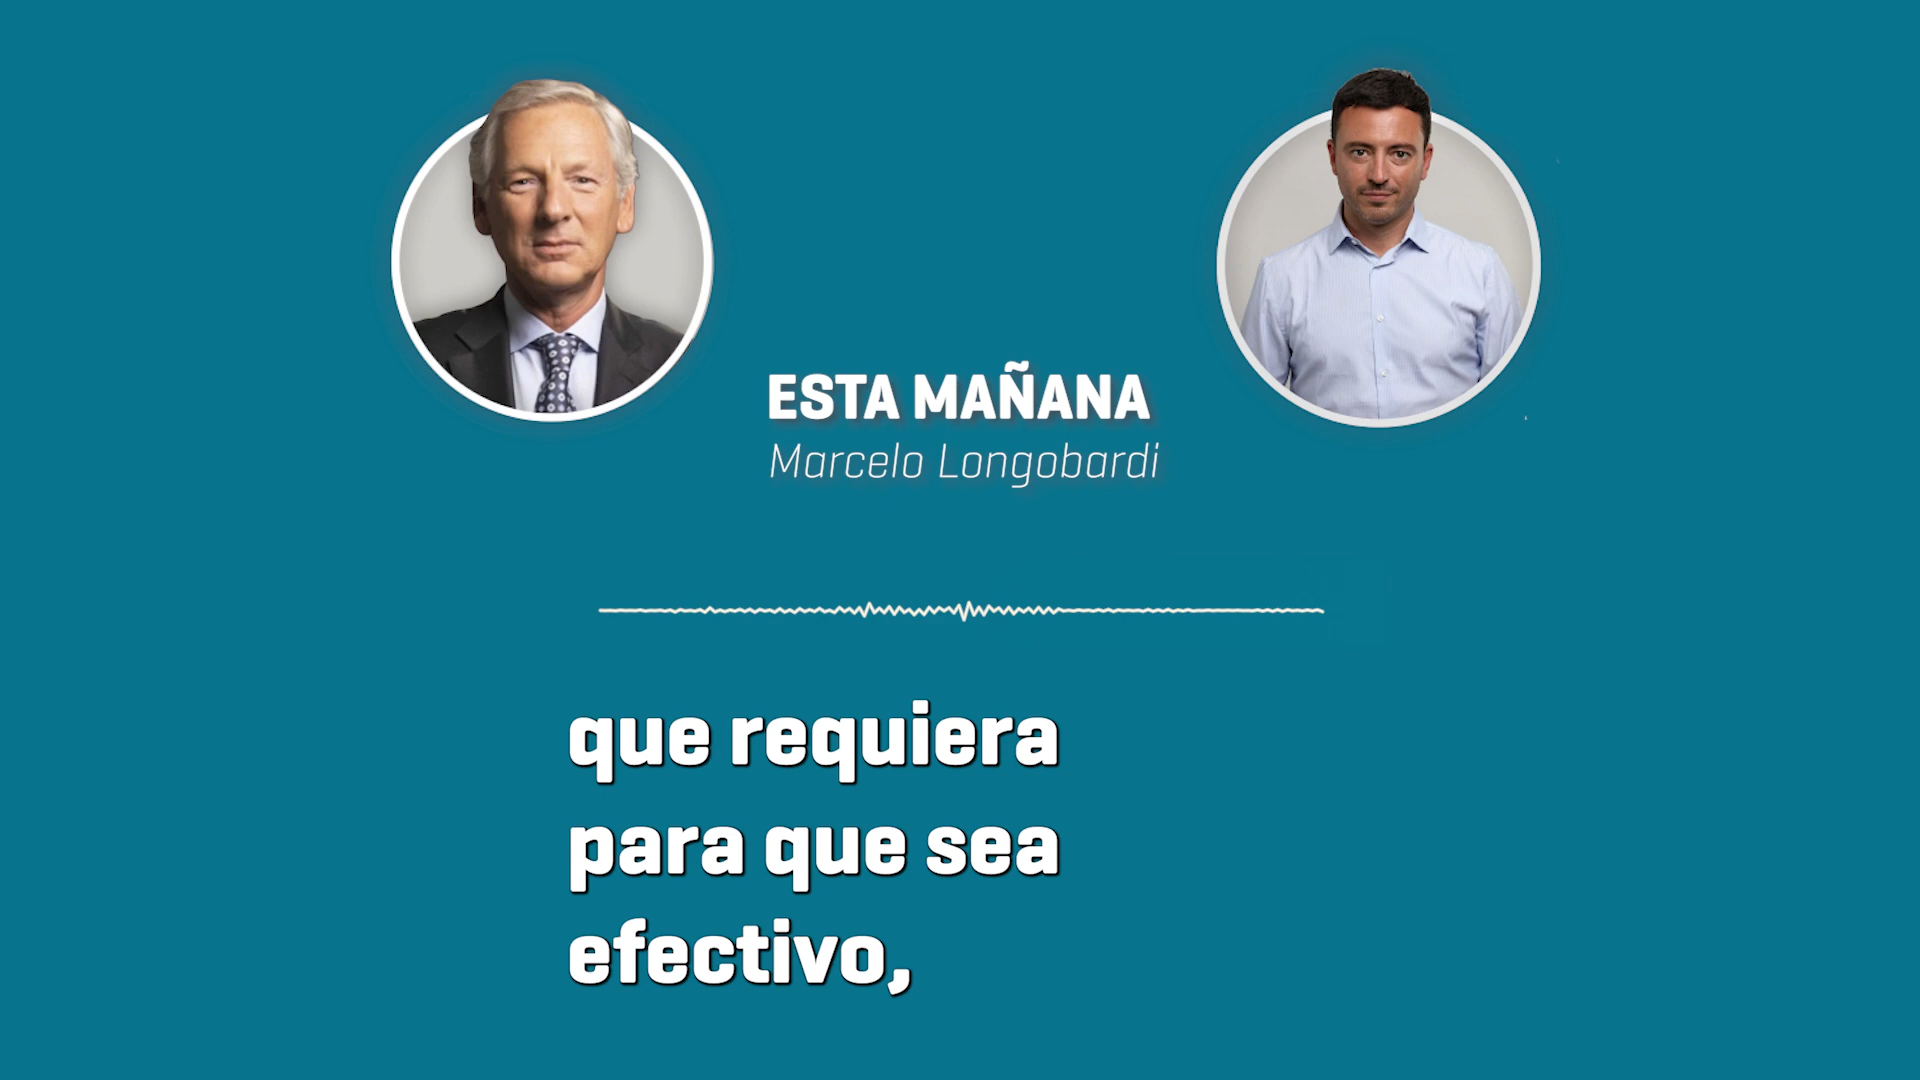 ESTA MAÑANA
Marcelo Longobardi
que requiera
para que sea
efectivo,